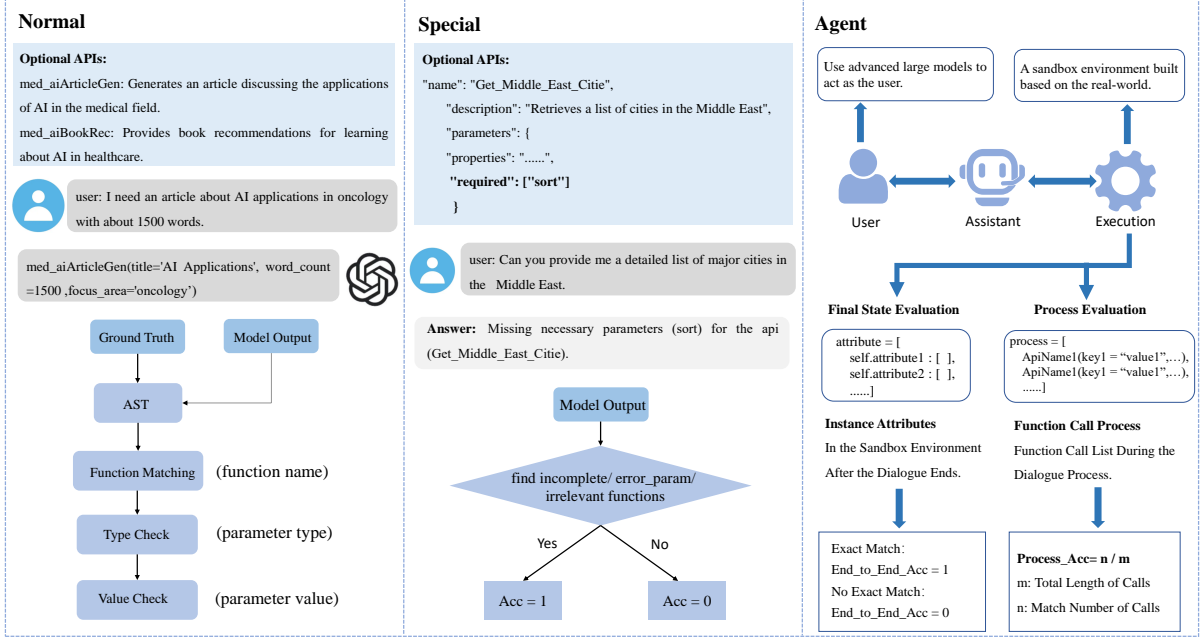 Normal
Optional APIs:
med_aiArticleGen: Generates an article discussing the applications
of AI in the medical field.
med_aiBookRec: Provides book recommendations for learning
about AI in healthcare.
user: I need an article about AI applications in oncology
with about 1500 words.
med_aiArticleGen(title='AI Applications', word_count
=1500 ,focus_area='oncology')
Ground Truth
Model Output
AST
Function Matching
(function name)
Type Check
(parameter type)
Value Check
(parameter value)
Special
Optional APIs:
"name": "Get_Middle_East_Citie",
"description": "Retrieves a list of cities in the Middle East",
"parameters": {
"properties": "......",
"required": ["sort"]
}
user: Can you provide me a detailed list of major cities in
the Middle East.
Answer: Missing necessary parameters (sort) for the api
(Get_Middle_East_Citie).
Model Output
find incomplete/ error_param/
irrelevant functions
Yes
No
Acc = 1
Acc = 0
Agent
Use advanced large models to
act as the user.
A sandbox environment built
based on the real-world.
User
Assistant
Execution
Final State Evaluation
attribute = [
self.attribute1 : [ ],
self.attribute2 : [ ],
......]
Instance Attributes
In the Sandbox Environment
After the Dialogue Ends.
Exact Match:
End_to_End_Acc = 1
No Exact Match:
End_to_End_Acc = 0
Process Evaluation
process = [
ApiName1(key1 = “value1”,…),
ApiName1(key1 = “value1”,…),
......]
Function Call Process
Function Call List During the
Dialogue Process.
Process_Acc= n / m
m: Total Length of Calls
n: Match Number of Calls